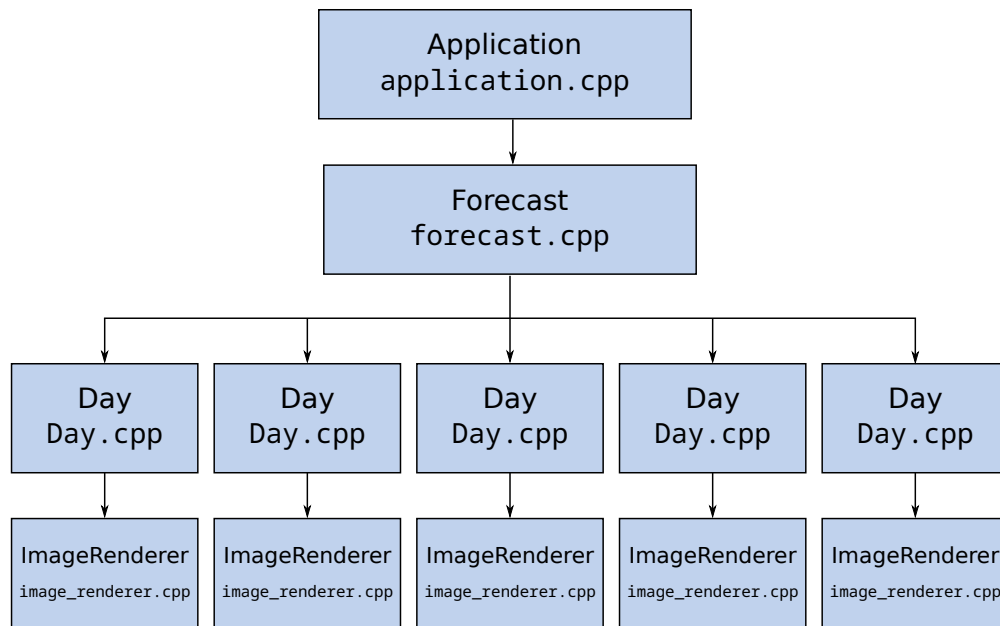 Application
application.cpp
Forecast
forecast.cpp
Day
Day.cpp
Day
Day.cpp
Day
Day.cpp
Day
Day.cpp
Day
Day.cpp
ImageRenderer
image_renderer.cpp
ImageRenderer
image_renderer.cpp
ImageRenderer
image_renderer.cpp
ImageRenderer
image_renderer.cpp
ImageRenderer
image_renderer.cpp